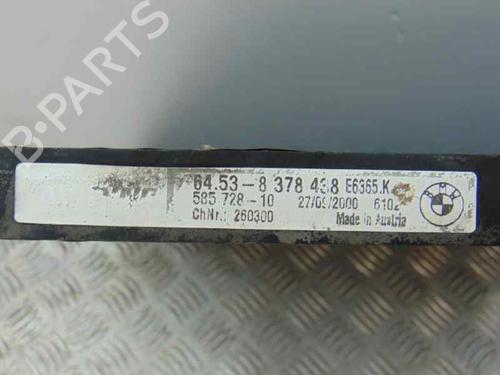 64.53-8 378 438 E6365.K
585 728-10 27/09/2000 6102
ChNr.: 260300 Made in Austria
BMW